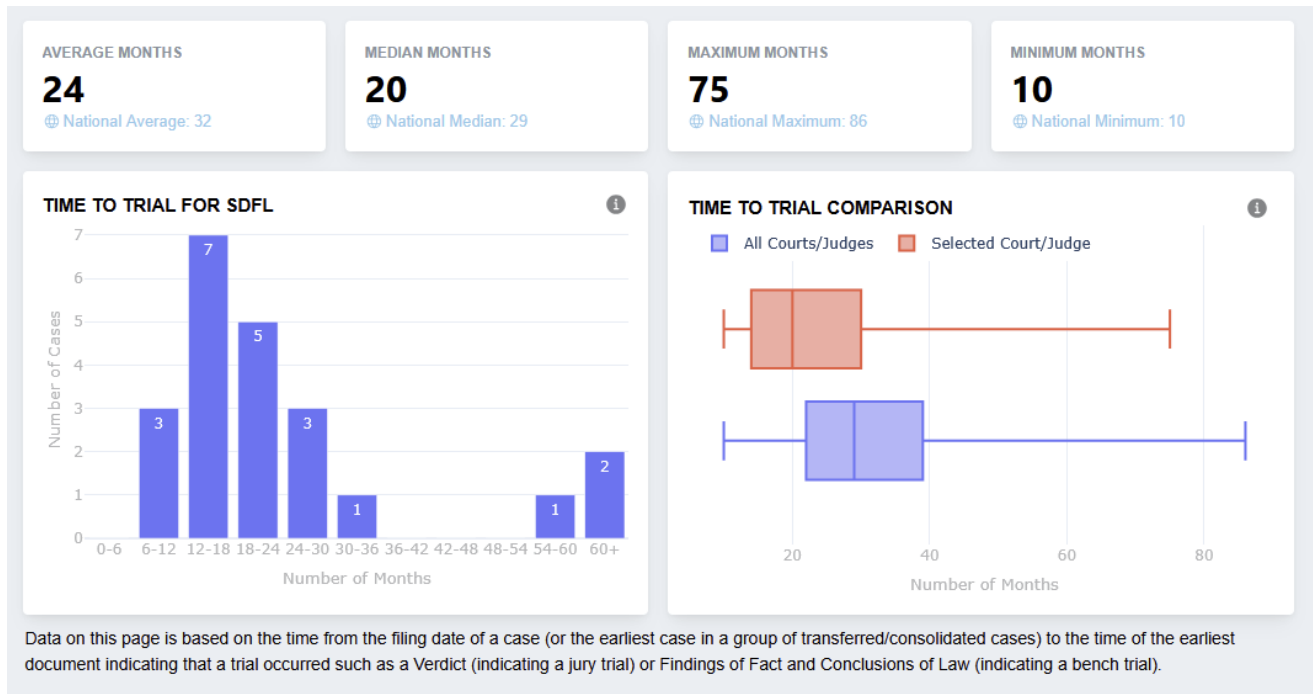 AVERAGE MONTHS
24
National Average: 32
MEDIAN MONTHS
20
National Median: 29
MAXIMUM MONTHS
75
National Maximum: 86
MINIMUM MONTHS
10
National Minimum: 10
TIME TO TRIAL FOR SDFL
i
7
6
5
4
3
2
1
0
Number of Cases
3
7
5
3
1
1
2
0-6 6-12 12-18 18-24 24-30 30-36 36-42 42-48 48-54 54-60 60+
Number of Months
TIME TO TRIAL COMPARISON
i
All Courts/Judges Selected Court/Judge
20 40 60 80
Number of Months
Data on this page is based on the time from the filing date of a case (or the earliest case in a group of transferred/consolidated cases) to the time of the earliest
document indicating that a trial occurred such as a Verdict (indicating a jury trial) or Findings of Fact and Conclusions of Law (indicating a bench trial).